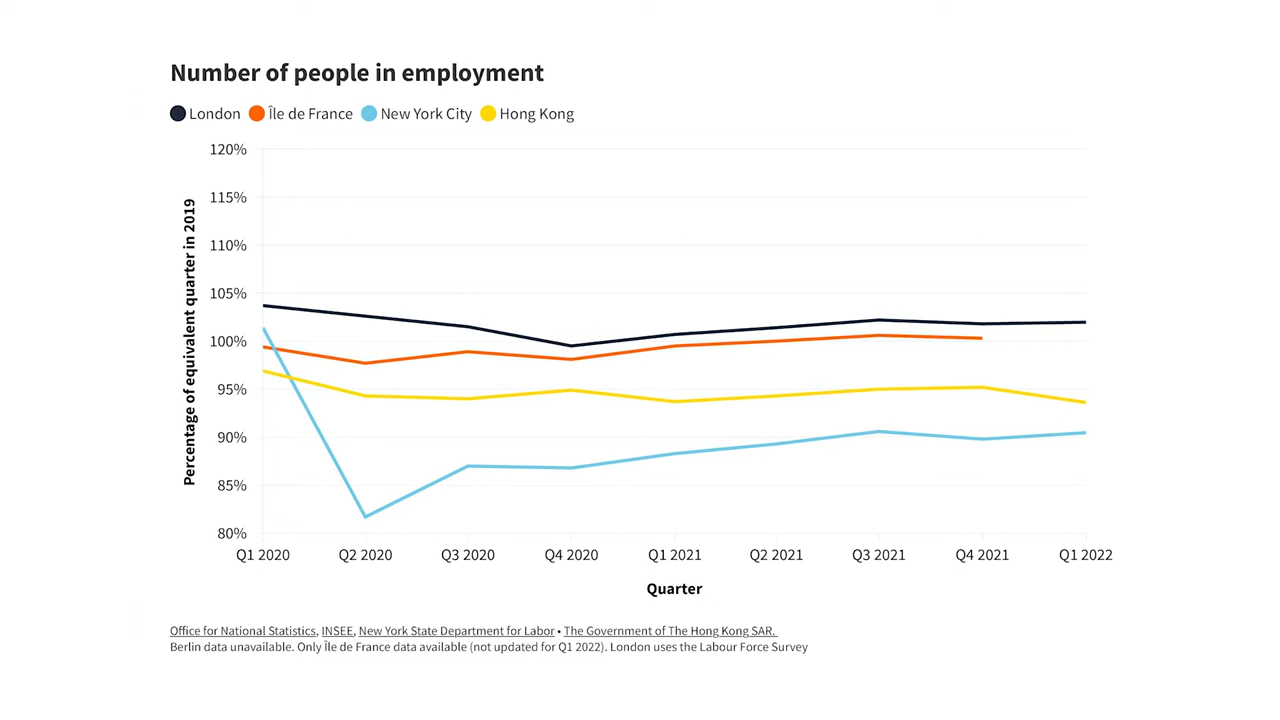 Number of people in employment
London Île de France New York City Hong Kong
120%
115%
110%
105%
100%
95%
90%
85%
80%
Percentage of equivalent quarter in 2019
Q1 2020 Q2 2020 Q3 2020 Q4 2020 Q1 2021 Q2 2021 Q3 2021 Q4 2021 Q1 2022
Quarter
Office for National Statistics, INSEE, New York State Department for Labor • The Government of The Hong Kong SAR.
Berlin data unavailable. Only Île de France data available (not updated for Q1 2022). London uses the Labour Force Survey